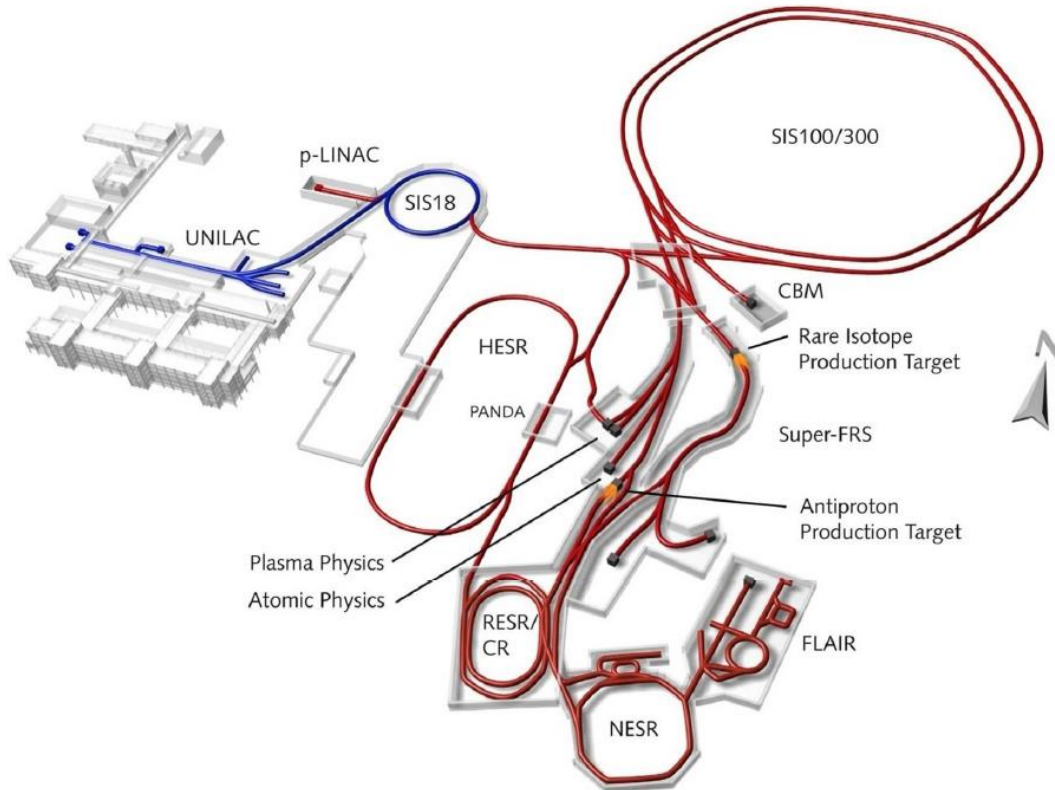 SIS100/300
p-LINAC
SIS18
UNILAC
CBM
Rare Isotope
Production Target
HESR
PANDA
Super-FRS
Antiproton
Production Target
Plasma Physics
Atomic Physics
RESR/
CR
FLAIR
NESR